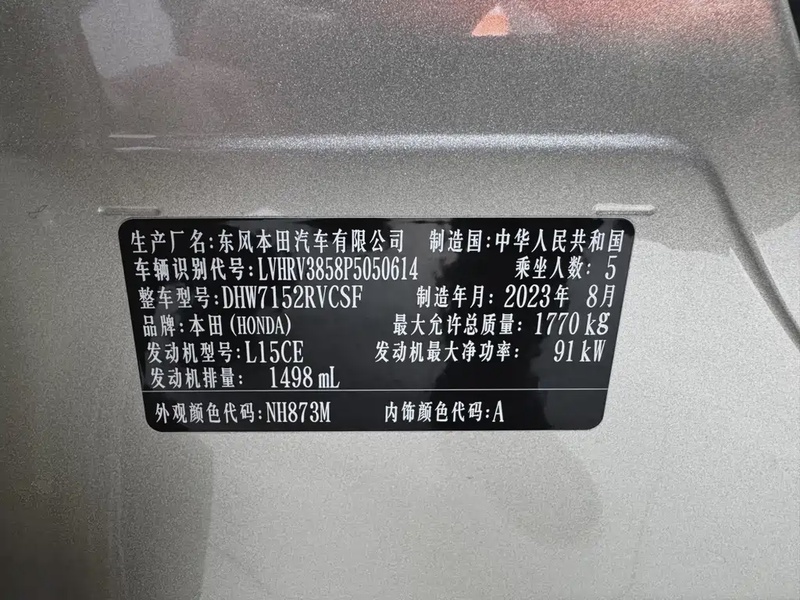 生产厂名:东风本田汽车有限公司 制造国:中华人民共和国
车辆识别代号:LVHRV3858P5050614 乘坐人数: 5
整车型号:DHW7152RVCSF 制造年月: 2023年 8月
品牌:本田(HONDA) 最大允许总质量: 1770 kg
发动机型号:L15CE 发动机最大净功率: 91 kW
发动机排量: 1498 mL
外观颜色代码:NH873M 内饰颜色代码:A